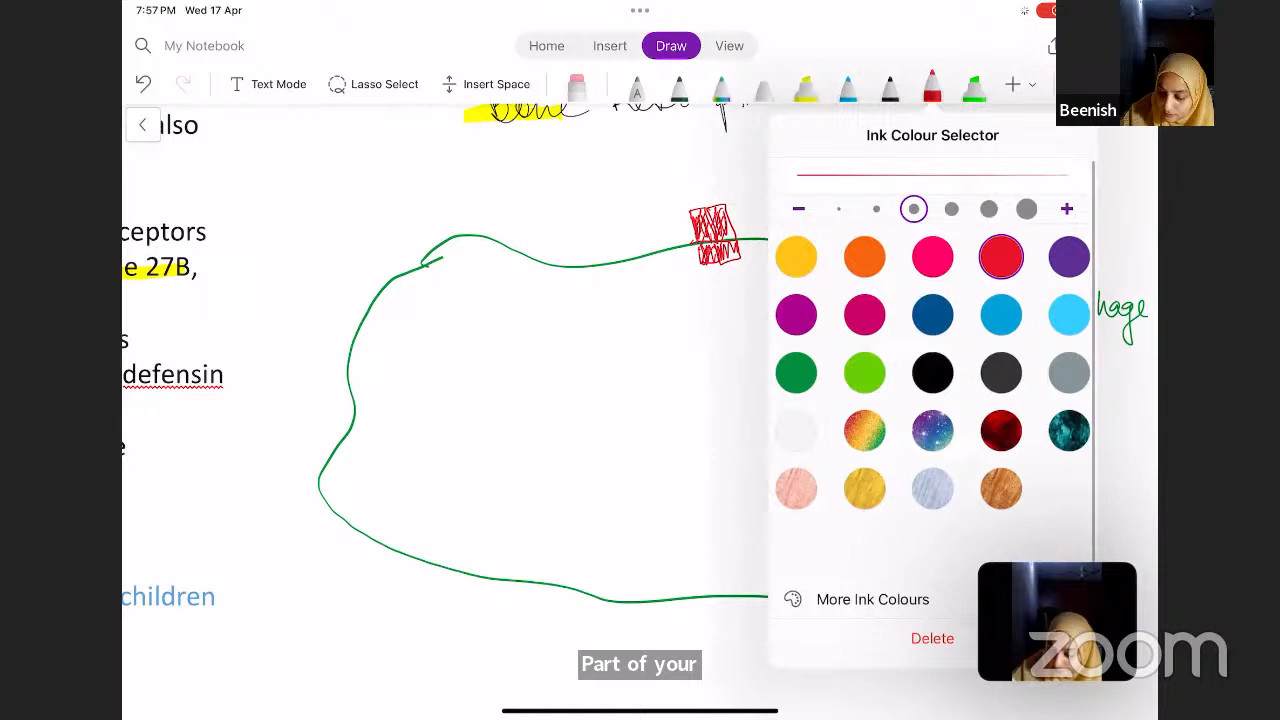 7:57 PM Wed 17 Apr
My Notebook
Home Insert Draw View
Text Mode Lasso Select Insert Space
A
Beenish
Ink Colour Selector
also
ceptors
e 27B,
hage
s
defensin
e
children
More Ink Colours
Delete
Part of your
zoom